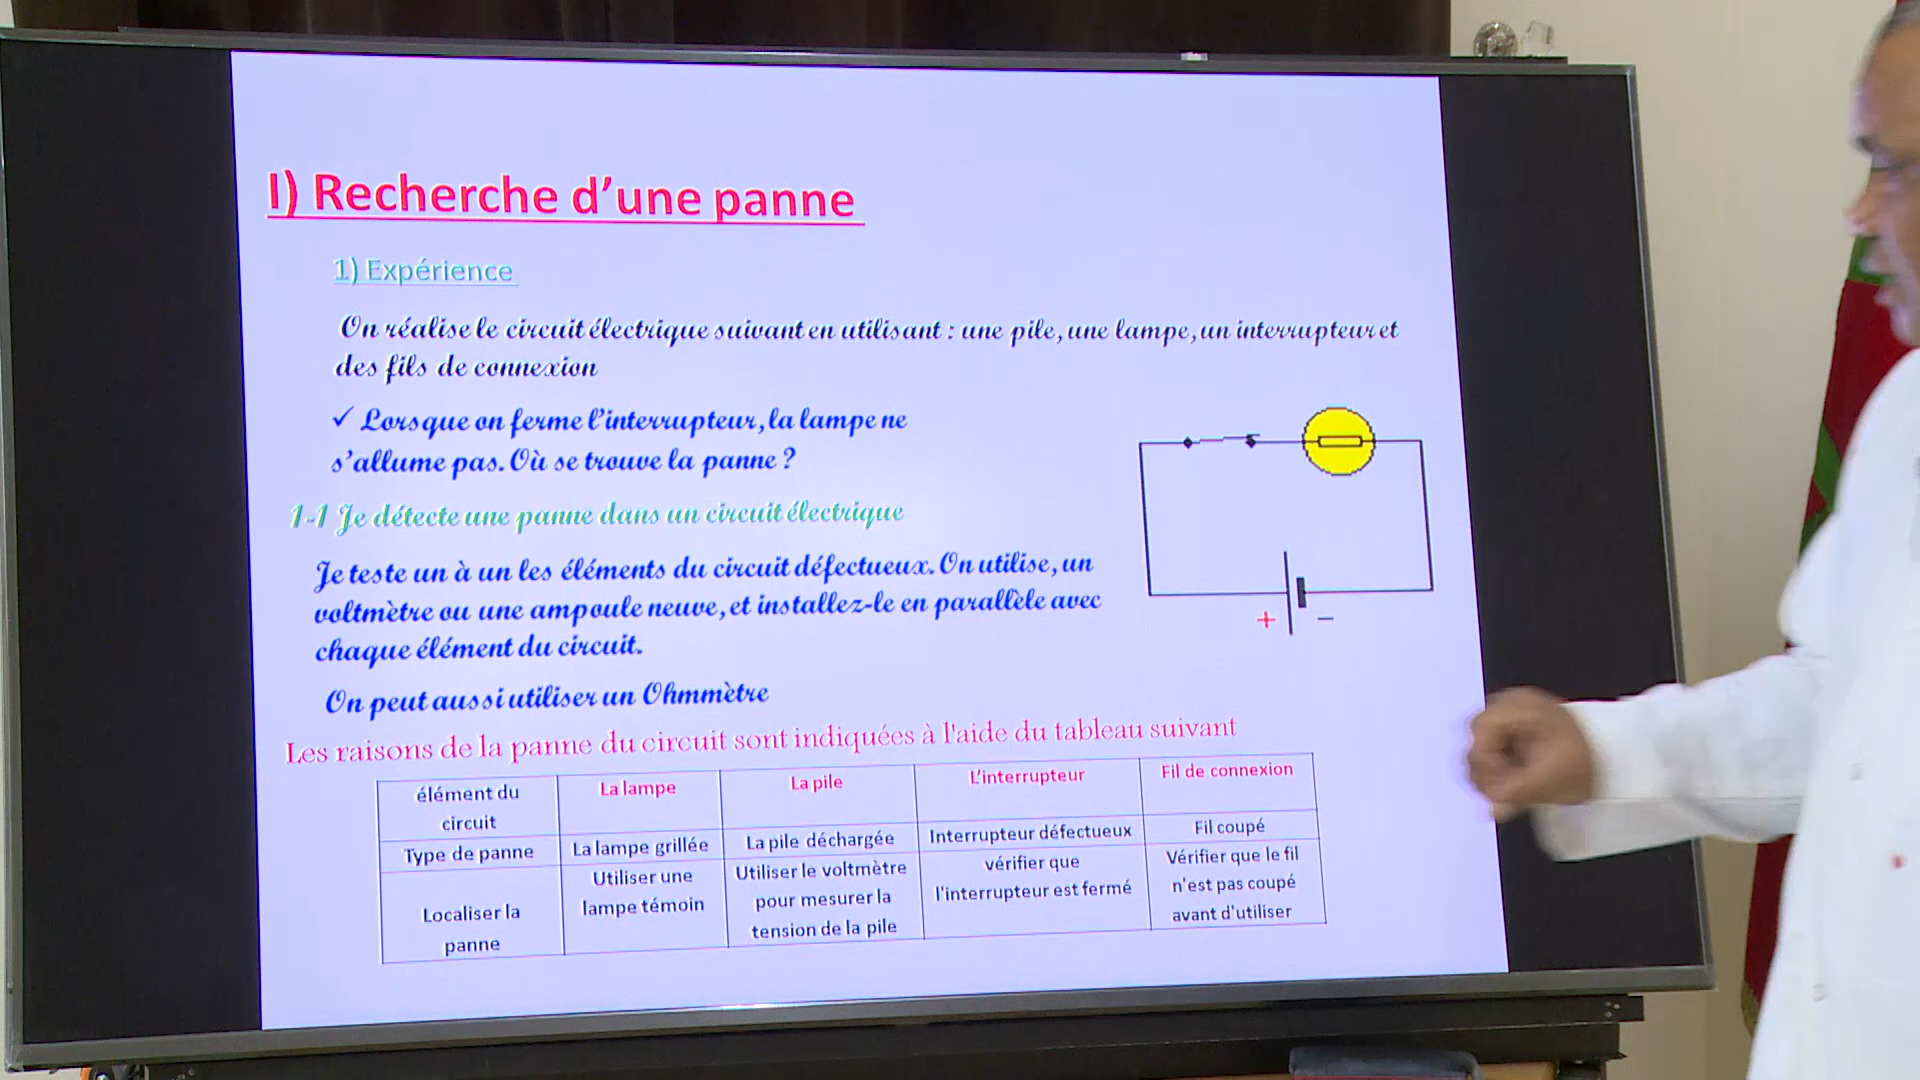 I) Recherche d’une panne
1) Expérience
On réalise le circuit électrique suivant en utilisant : une pile, une lampe, un interrupteur et
des fils de connexion
✓ Lorsque on ferme l’interrupteur, la lampe ne
s’allume pas. Où se trouve la panne ?
1-1 Je détecte une panne dans un circuit électrique
Je teste un à un les éléments du circuit défectueux. On utilise, un
voltmètre ou une ampoule neuve, et installez-le en parallèle avec
chaque élément du circuit.
On peut aussi utiliser un Ohmmètre
+ −
Les raisons de la panne du circuit sont indiquées à l'aide du tableau suivant
élément du
circuit
La lampe
La pile
L’interrupteur
Fil de connexion
Type de panne
La lampe grillée
La pile déchargée
Interrupteur défectueux
Fil coupé
Localiser la
panne
Utiliser une
lampe témoin
Utiliser le voltmètre
pour mesurer la
tension de la pile
vérifier que
l'interrupteur est fermé
Vérifier que le fil
n'est pas coupé
avant d'utiliser